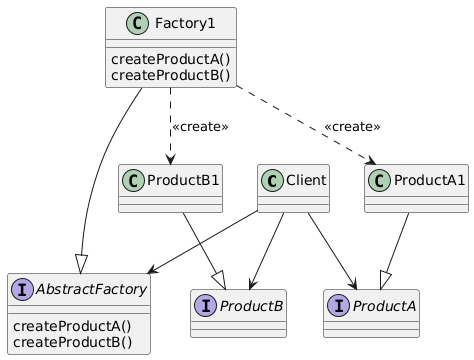 C Factory1
createProductA()
createProductB()
«create»
«create»
C ProductB1
C Client
C ProductA1
I AbstractFactory
createProductA()
createProductB()
I ProductB
I ProductA